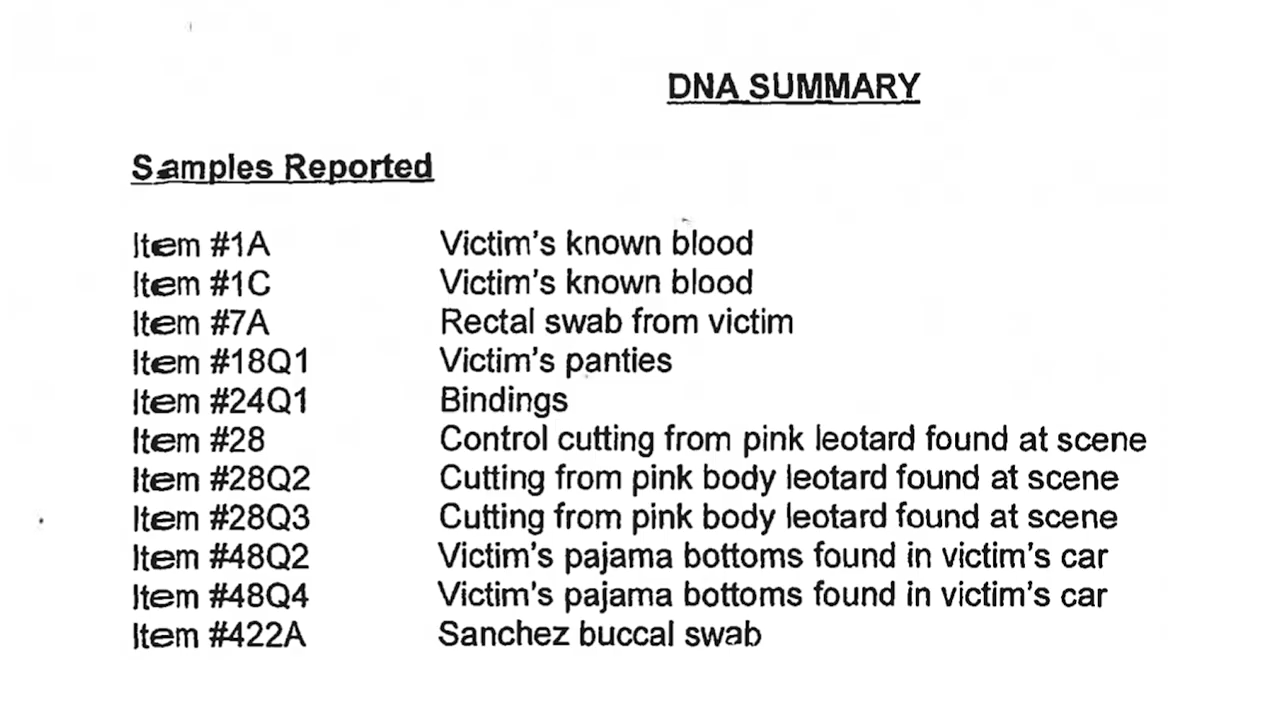 DNA SUMMARY
Samples Reported
Item #1A Victim's known blood
Item #1C Victim's known blood
Item #7A Rectal swab from victim
Item #18Q1 Victim's panties
Item #24Q1 Bindings
Item #28 Control cutting from pink leotard found at scene
Item #28Q2 Cutting from pink body leotard found at scene
Item #28Q3 Cutting from pink body leotard found at scene
Item #48Q2 Victim's pajama bottoms found in victim's car
Item #48Q4 Victim's pajama bottoms found in victim's car
Item #422A Sanchez buccal swab